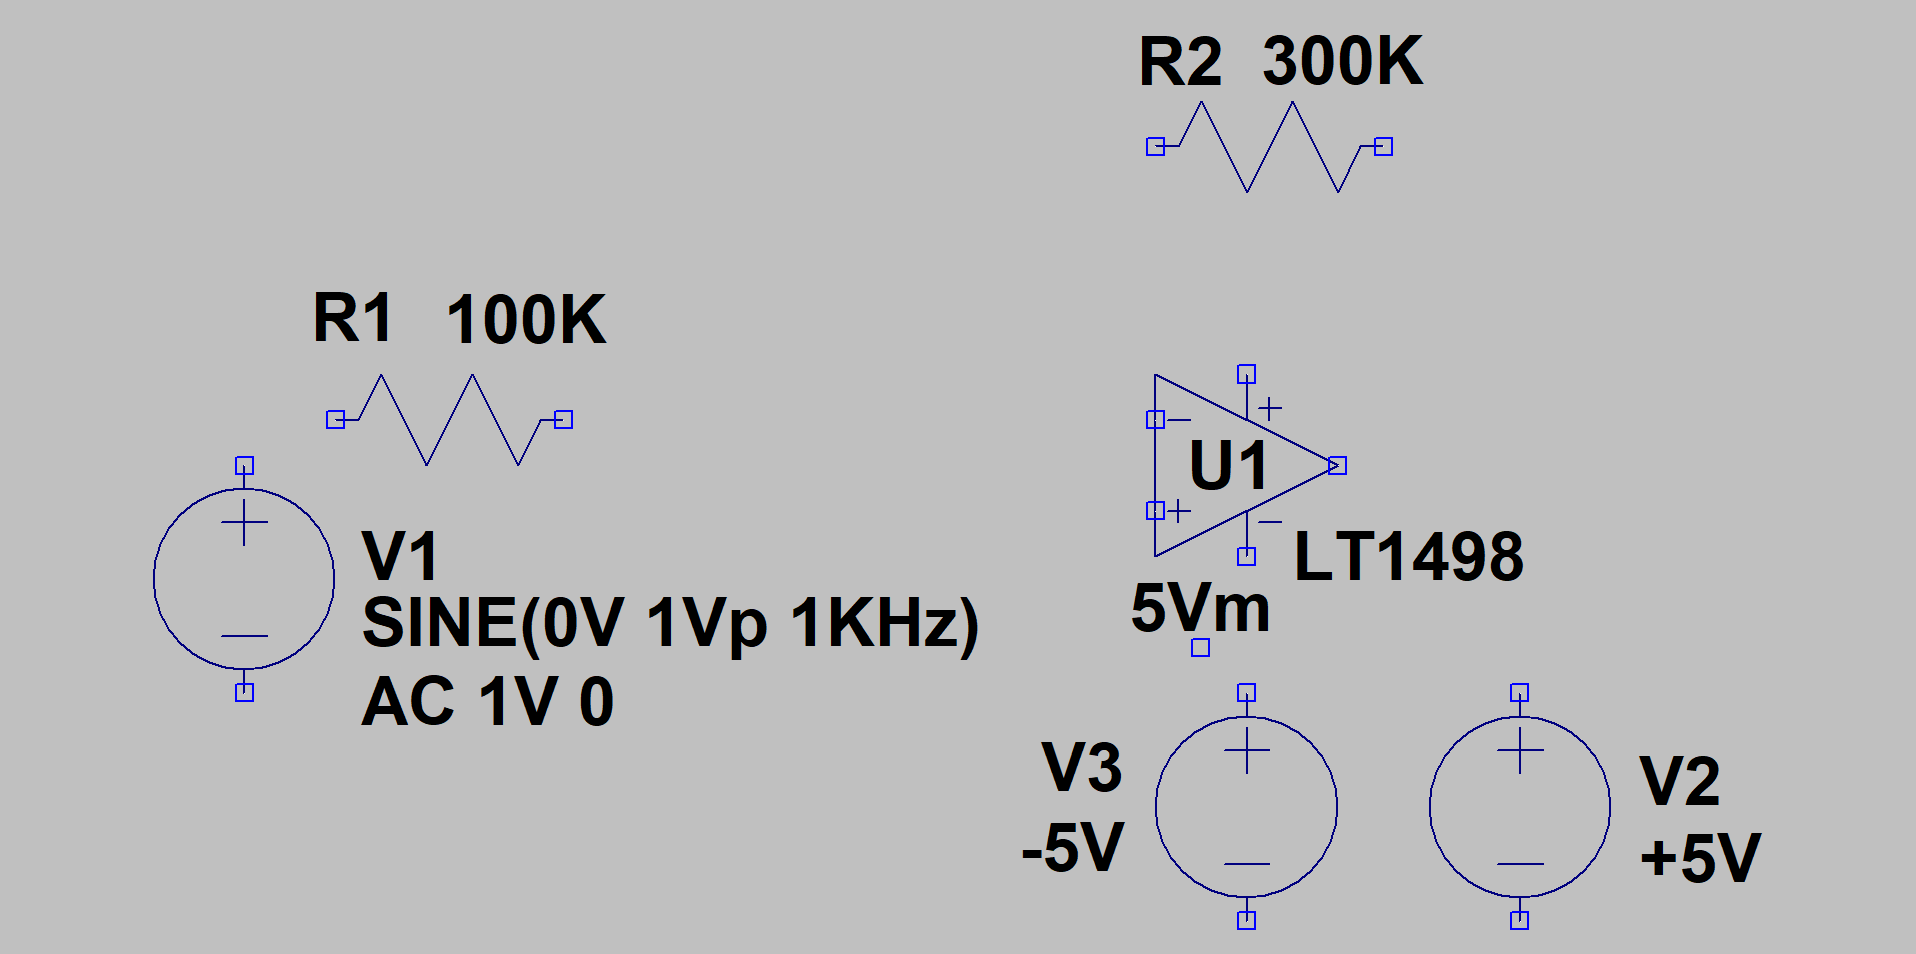 R2 300K
R1 100K
U1
LT1498
V1
SINE(0V 1Vp 1KHz)
AC 1V 0
5Vm
V3
-5V
V2
+5V